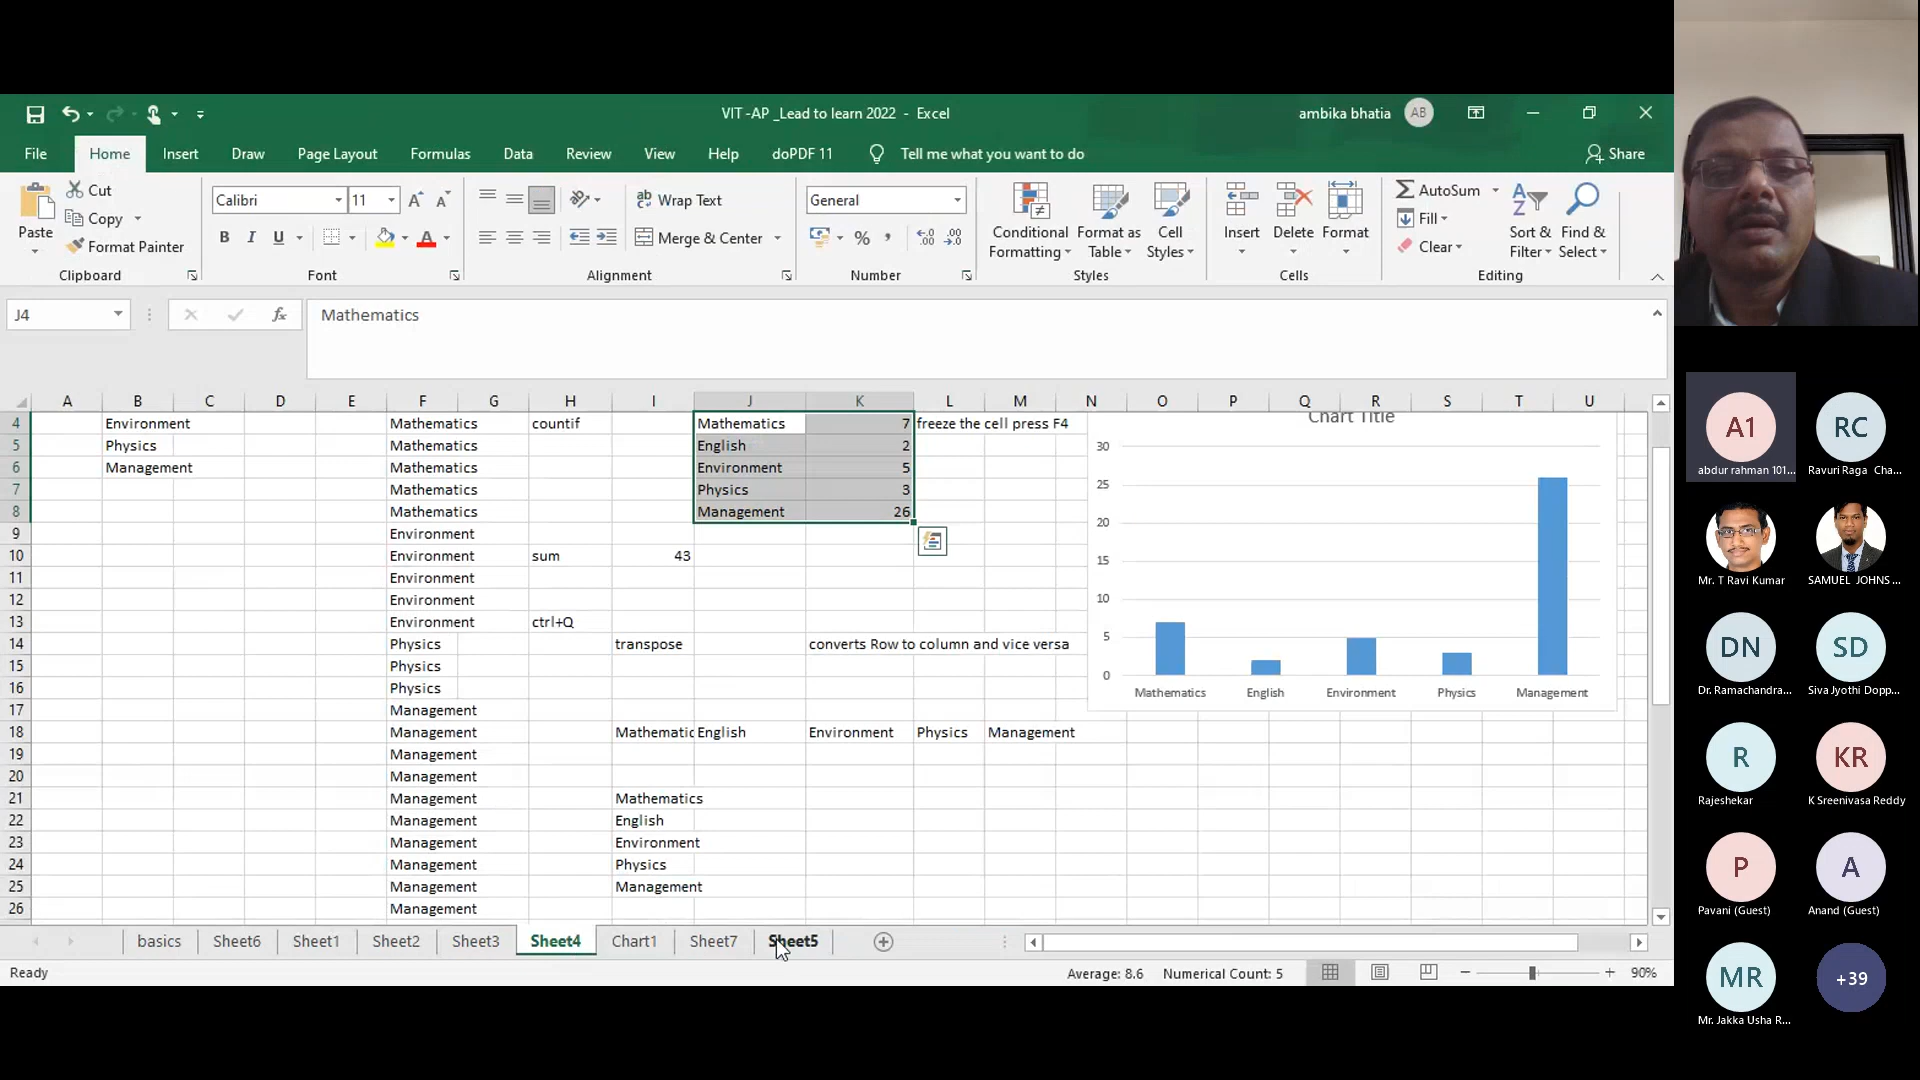 VIT -AP _Lead to learn 2022 - Excel
ambika bhatia AB
File Home Insert Draw Page Layout Formulas Data Review View Help doPDF 11 Tell me what you want to do Share
Cut
Copy
Format Painter
Paste
Clipboard
Calibri 11
B I U
Font
Wrap Text
Merge & Center
Alignment
General
Number
Conditional Formatting
Format as Table
Cell Styles
Styles
Insert Delete Format
Cells
AutoSum
Fill
Clear
Sort & Filter
Find & Select
Editing
J4 fx Mathematics
A B C D E F G H I J K L M N O P Q R S T U
4 Environment Mathematics countif Mathematics 7 freeze the cell press F4
5 Physics Mathematics English 2
6 Management Mathematics Environment 5
7 Mathematics Physics 3
8 Mathematics Management 26
9 Environment
10 Environment sum 43
11 Environment
12 Environment
13 Environment ctrl+Q
14 Physics transpose converts Row to column and vice versa
15 Physics
16 Physics
17 Management
18 Management Mathematic English Environment Physics Management
19 Management
20 Management
21 Management Mathematics
22 Management English
23 Management Environment
24 Management Physics
25 Management Management
26 Management
Chart Title
30
25
20
15
10
5
0
Mathematics English Environment Physics Management
basics Sheet6 Sheet1 Sheet2 Sheet3 Sheet4 Chart1 Sheet7 Sheet5
Ready Average: 8.6 Numerical Count: 5 90%
A1 RC
abdur rahman 101... Ravuri Raga Cha...
Mr. T Ravi Kumar SAMUEL JOHNS ...
DN SD
Dr. Ramachandra... Siva Jyothi Dopp...
R KR
Rajeshekar K Sreenivasa Reddy
P A
Pavani (Guest) Anand (Guest)
MR +39
Mr. Jakka Usha R...